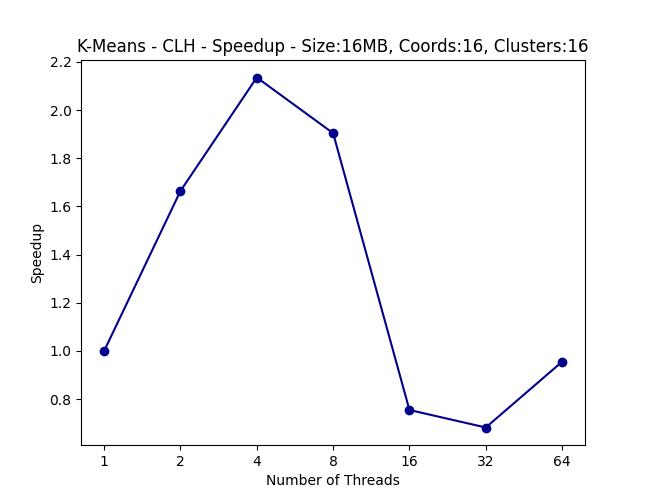 K-Means - CLH - Speedup - Size:16MB, Coords:16, Clusters:16
2.2
2.0
1.8
1.6
1.4
1.2
1.0
0.8
Speedup
1 2 4 8 16 32 64
Number of Threads